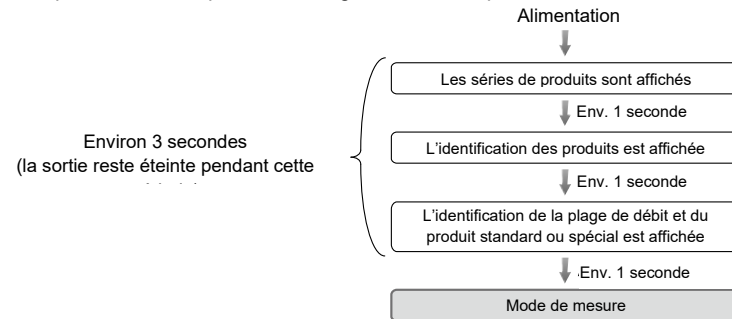 Alimentation
Les séries de produits sont affichés
Env. 1 seconde
Environ 3 secondes
(la sortie reste éteinte pendant cette
L’identification des produits est affichée
Env. 1 seconde
L’identification de la plage de débit et du
produit standard ou spécial est affichée
Env. 1 seconde
Mode de mesure